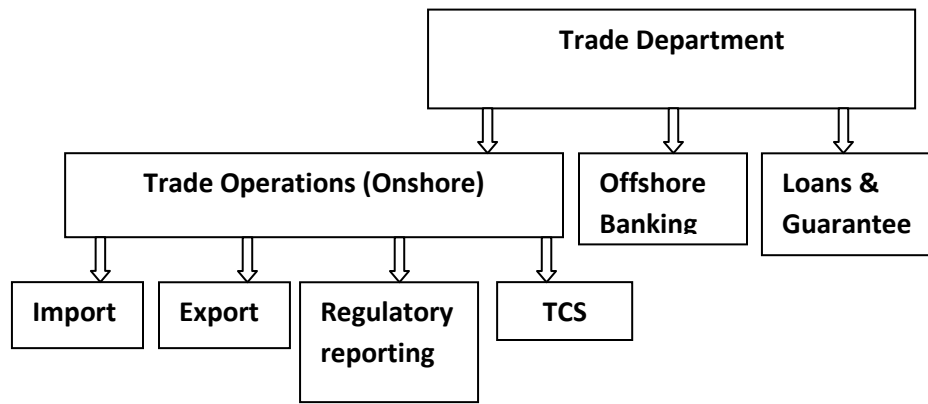 Trade Department
Trade Operations (Onshore)
Offshore
Banking
Loans &
Guarantee
Import
Export
Regulatory
reporting
TCS